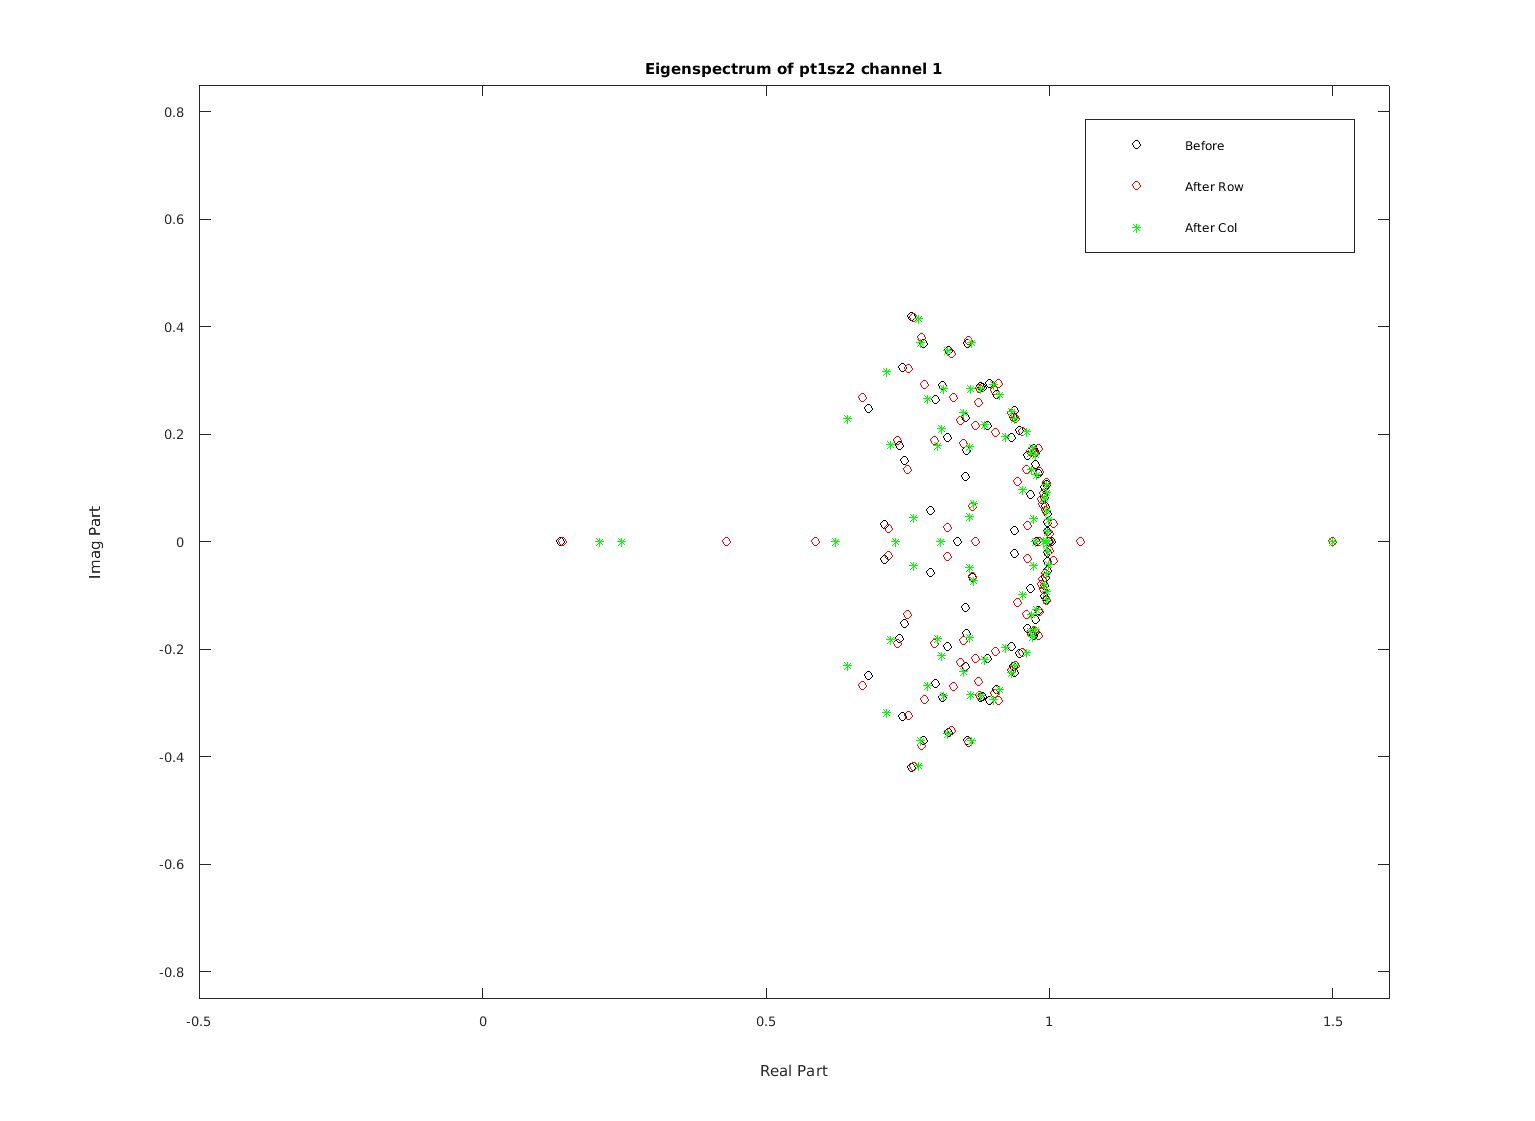 Eigenspectrum of pt1sz2 channel 1
0.8
0.6
0.4
0.2
0
-0.2
-0.4
-0.6
-0.8
Imag Part
Before
After Row
After Col
-0.5
0
0.5
1
1.5
Real Part